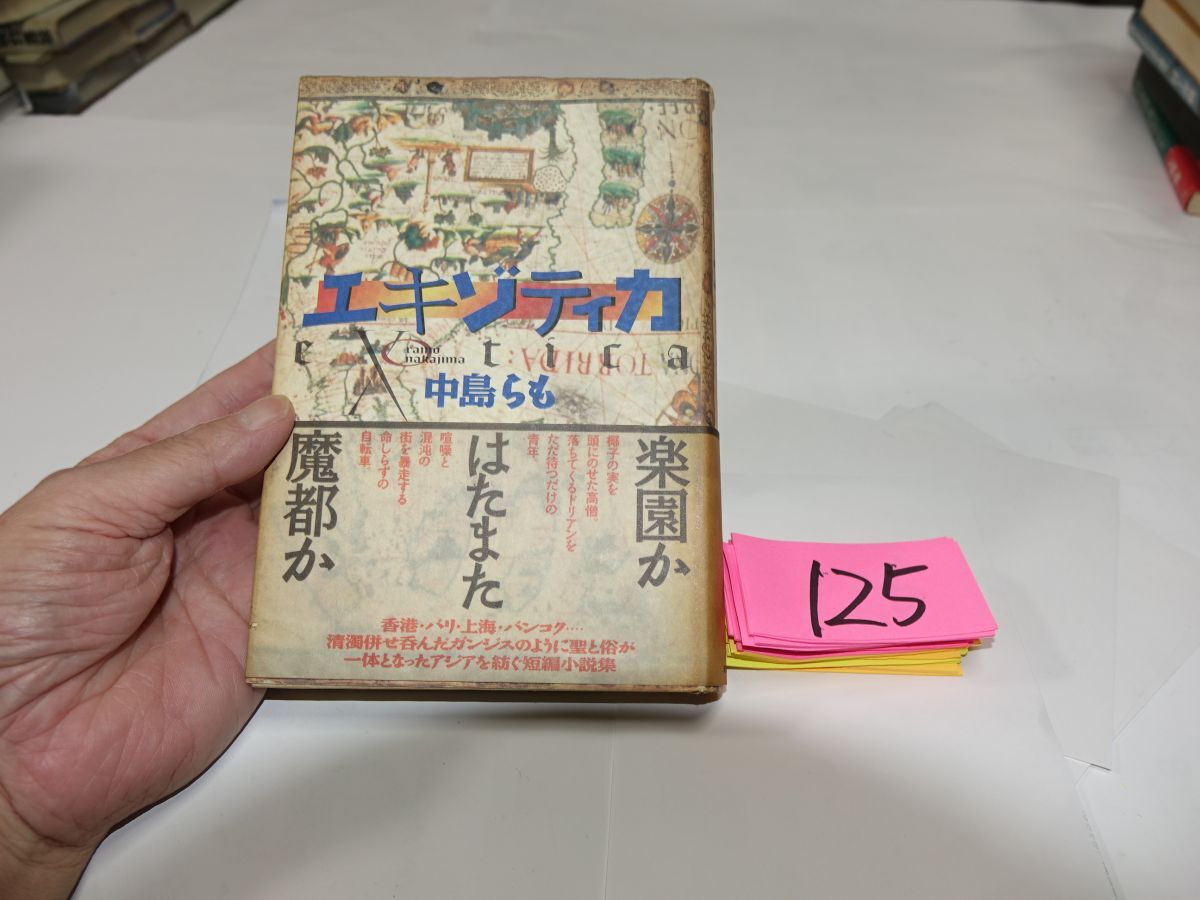 エキゾティカ
exotica
ramo
nakajima
中島らも
TORRIDA:
楽園か
はたまた
魔都か
椰子の実を
頭にのせた高僧。
落ちてくるドリアンを
ただ待つだけの
青年。
喧噪と
混沌の
街を暴走する
命しらずの
自転車。
香港・バリ・上海・バンコク‥‥
清濁併せ呑んだガンジスのように聖と俗が
一体となったアジアを紡ぐ短編小説集
125